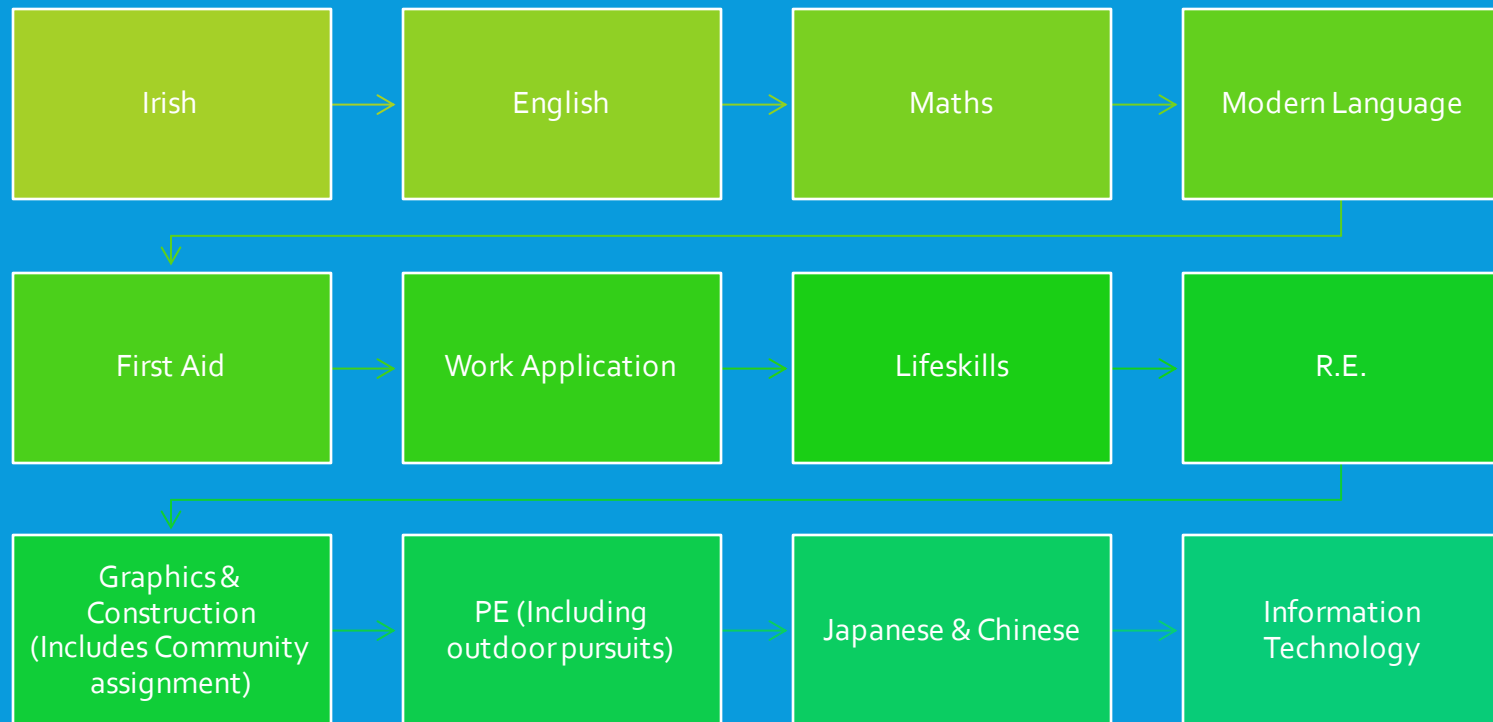 Irish
English
Maths
Modern Language
First Aid
Work Application
Lifeskills
R.E.
Graphics &
Construction
(Includes Community
assignment)
PE (Including
outdoor pursuits)
Japanese & Chinese
Information
Technology